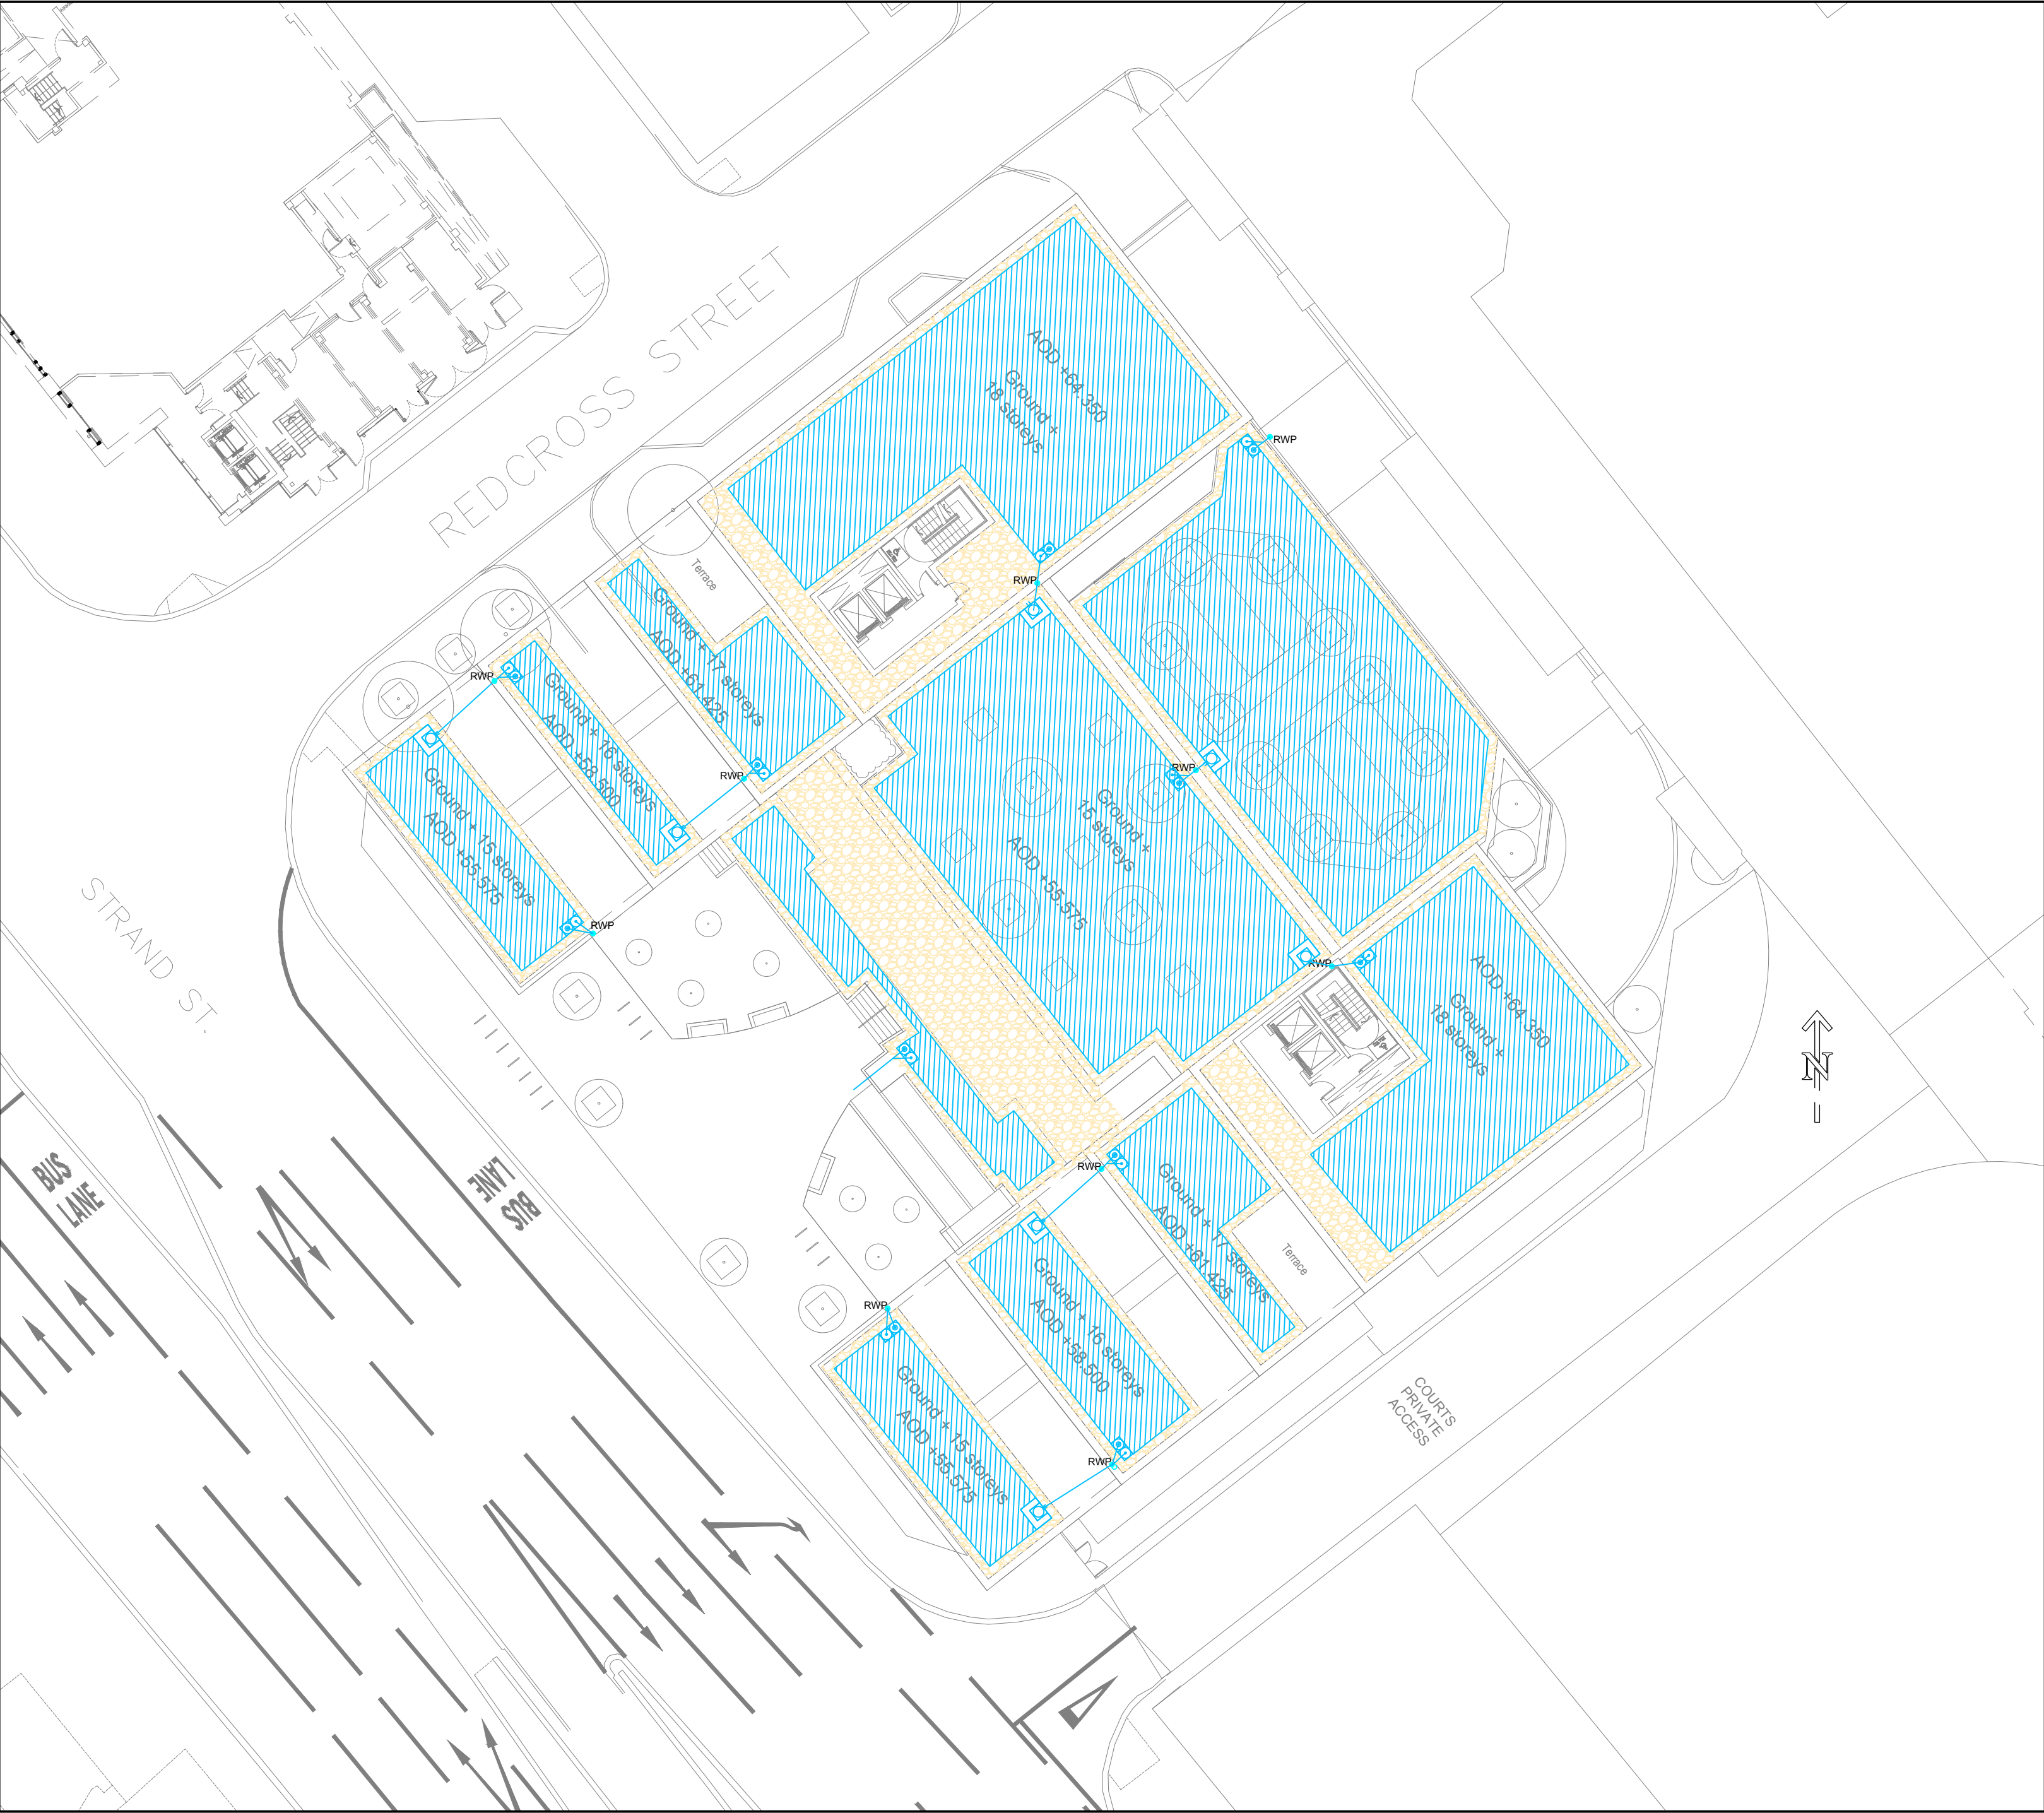 REDCROSS STREET
AOD +64.350
Ground +
18 storeys
RWP
RWP
Terrace
Ground + 17 storeys
AOD +61.425
RWP
Ground + 16 storeys
AOD +58.500
RWP
RWP
Ground + 15 storeys
AOD +55.575
Ground +
15 storeys
AOD +55.575
RWP
STRAND ST.
RWP
AOD +64.350
Ground +
18 storeys
N
BUS
LANE
BUS
LANE
RWP
Ground + 17 storeys
AOD +61.425
Terrace
Ground + 16 storeys
AOD +58.500
RWP
Ground + 15 storeys
AOD +55.575
RWP
COURTS
PRIVATE
ACCESS